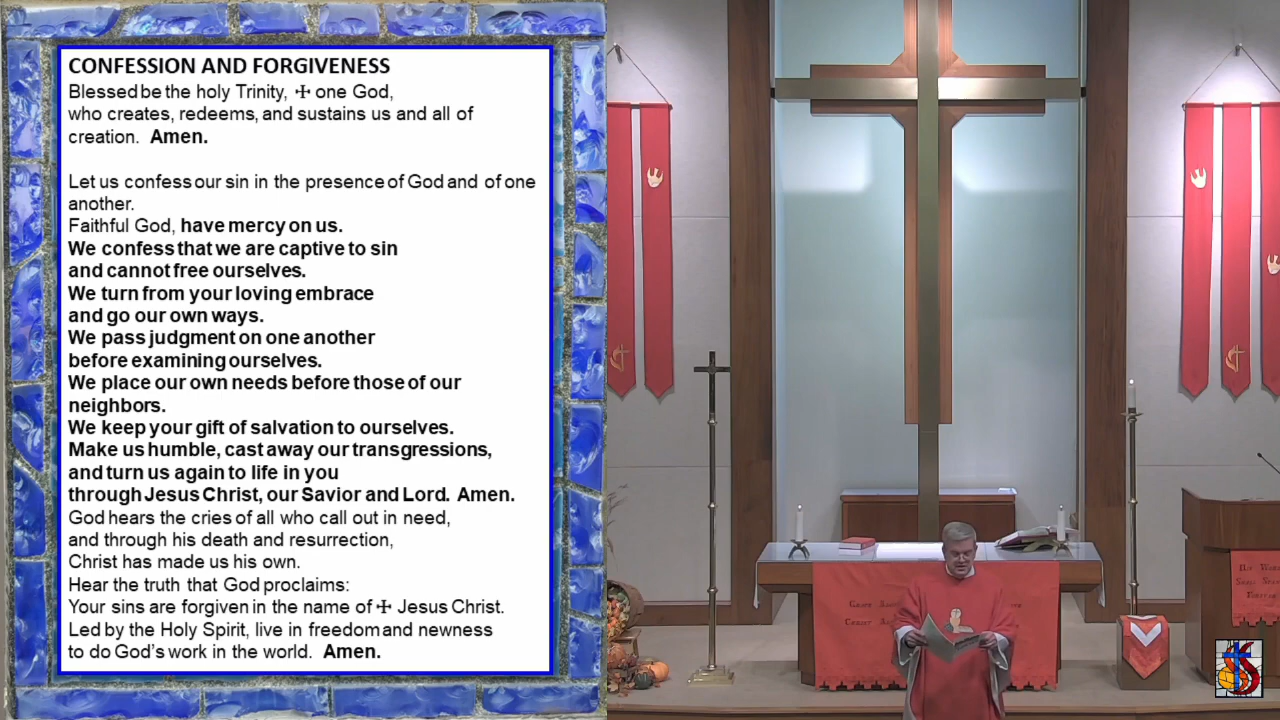 CONFESSION AND FORGIVENESS
Blessed be the holy Trinity, ☩ one God,
who creates, redeems, and sustains us and all of
creation. Amen.
Let us confess our sin in the presence of God and of one
another.
Faithful God, have mercy on us.
We confess that we are captive to sin
and cannot free ourselves.
We turn from your loving embrace
and go our own ways.
We pass judgment on one another
before examining ourselves.
We place our own needs before those of our
neighbors.
We keep your gift of salvation to ourselves.
Make us humble, cast away our transgressions,
and turn us again to life in you
through Jesus Christ, our Savior and Lord. Amen.
God hears the cries of all who call out in need,
and through his death and resurrection,
Christ has made us his own.
Hear the truth that God proclaims:
Your sins are forgiven in the name of ☩ Jesus Christ.
Led by the Holy Spirit, live in freedom and newness
to do God's work in the world. Amen.